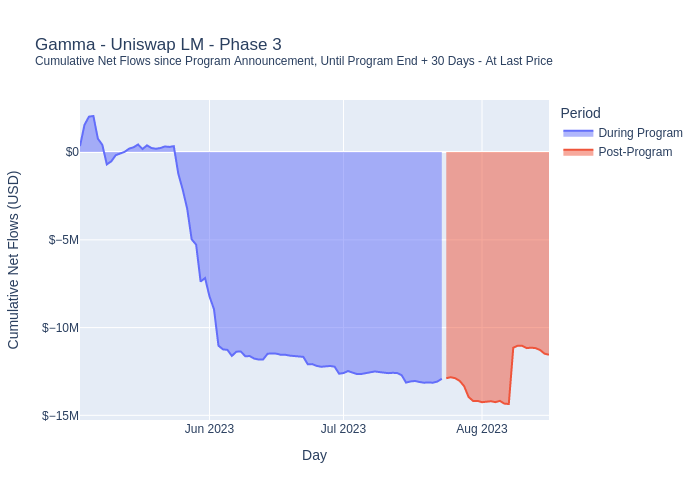 Gamma - Uniswap LM - Phase 3
Cumulative Net Flows since Program Announcement, Until Program End + 30 Days - At Last Price
Period
During Program
Post-Program
Cumulative Net Flows (USD)
$0
$−5M
$−10M
$−15M
Jun 2023
Jul 2023
Aug 2023
Day